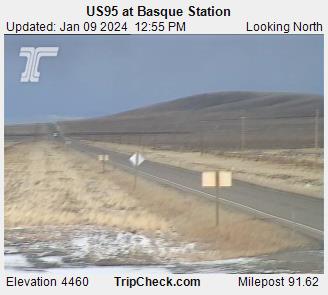 US95 at Basque Station
Updated: Jan 09 2024 12:55 PM Looking North
Elevation 4460 TripCheck.com Milepost 91.62